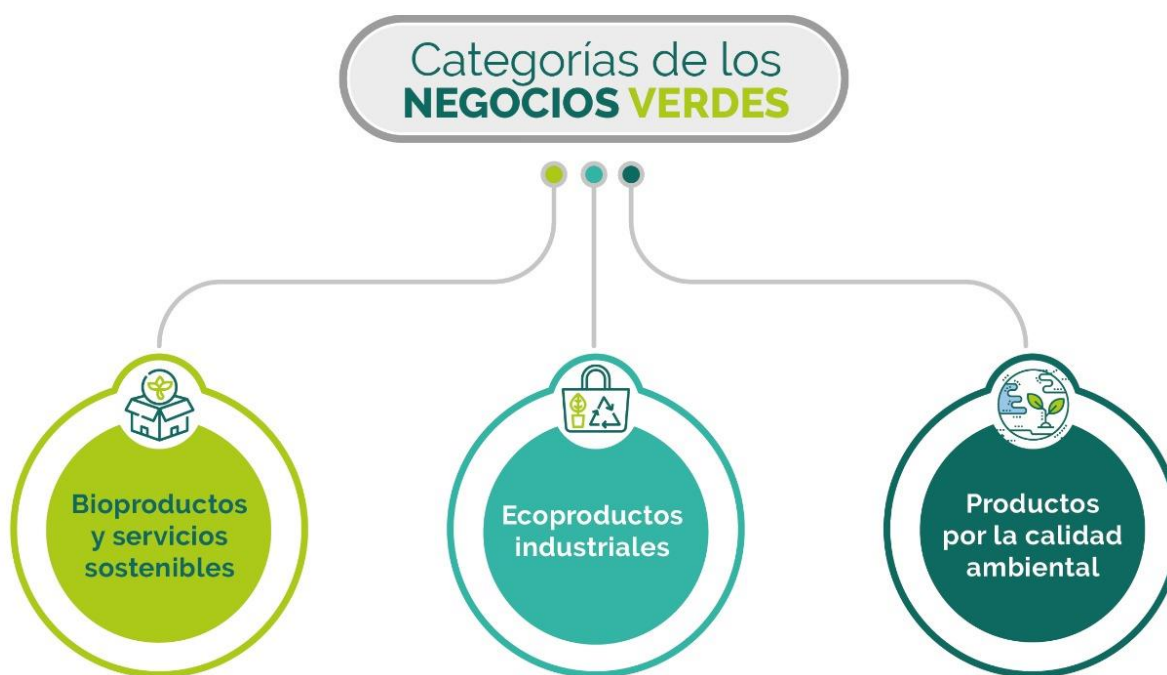 Categorías de los
NEGOCIOS VERDES
Bioproductos
y servicios
sostenibles
Ecoproductos
industriales
Productos
por la calidad
ambiental